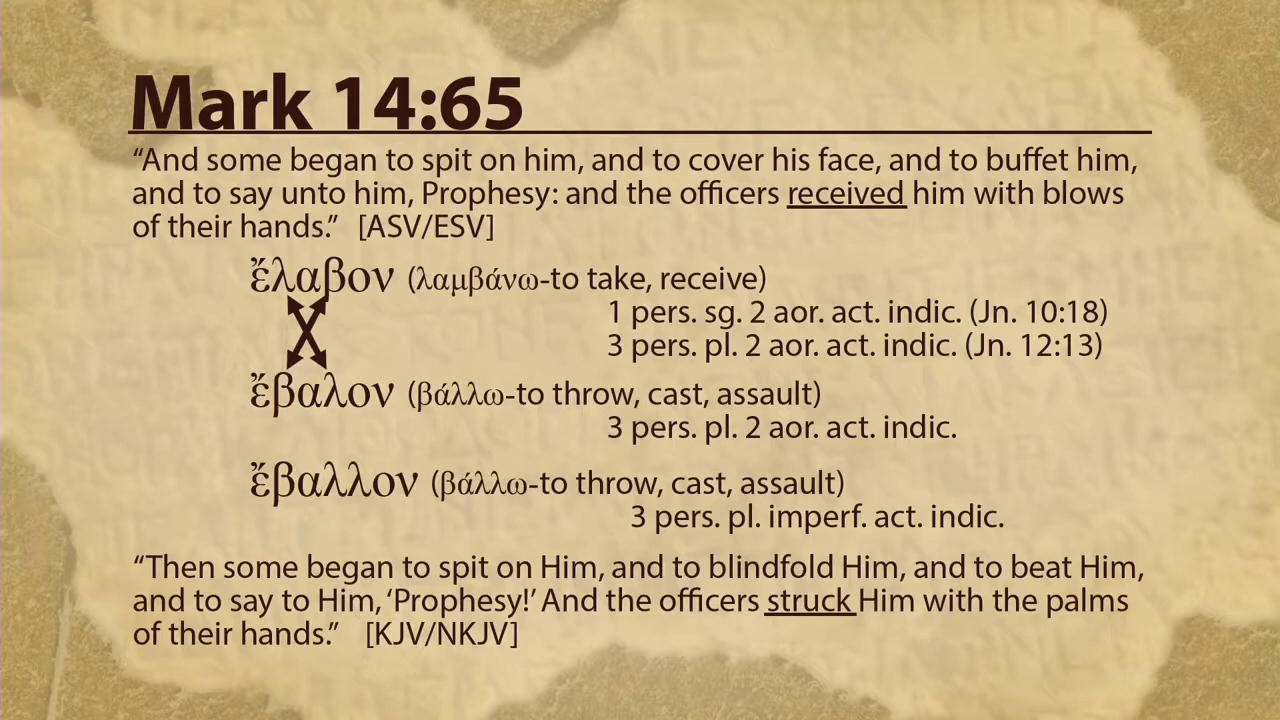 Mark 14:65
“And some began to spit on him, and to cover his face, and to buffet him,
and to say unto him, Prophesy: and the officers received him with blows
of their hands.” [ASV/ESV]
ἔλαβον (λαμβάνω-to take, receive)
1 pers. sg. 2 aor. act. indic. (Jn. 10:18)
3 pers. pl. 2 aor. act. indic. (Jn. 12:13)
ἔβαλον (βάλλω-to throw, cast, assault)
3 pers. pl. 2 aor. act. indic.
ἔβαλλον (βάλλω-to throw, cast, assault)
3 pers. pl. imperf. act. indic.
“Then some began to spit on Him, and to blindfold Him, and to beat Him,
and to say to Him, ‘Prophesy!’ And the officers struck Him with the palms
of their hands.” [KJV/NKJV]